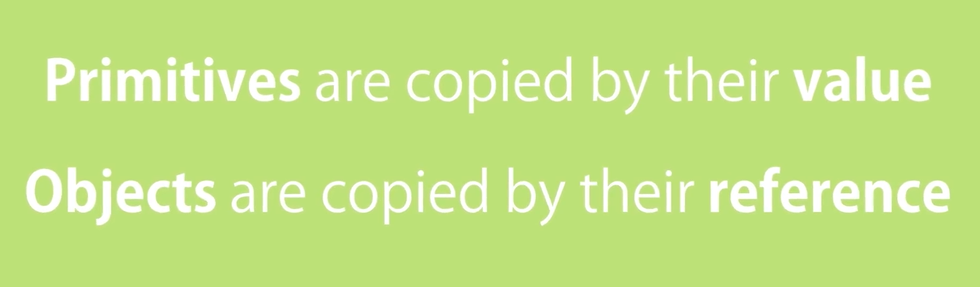 Primitives are copied by their value
Objects are copied by their reference